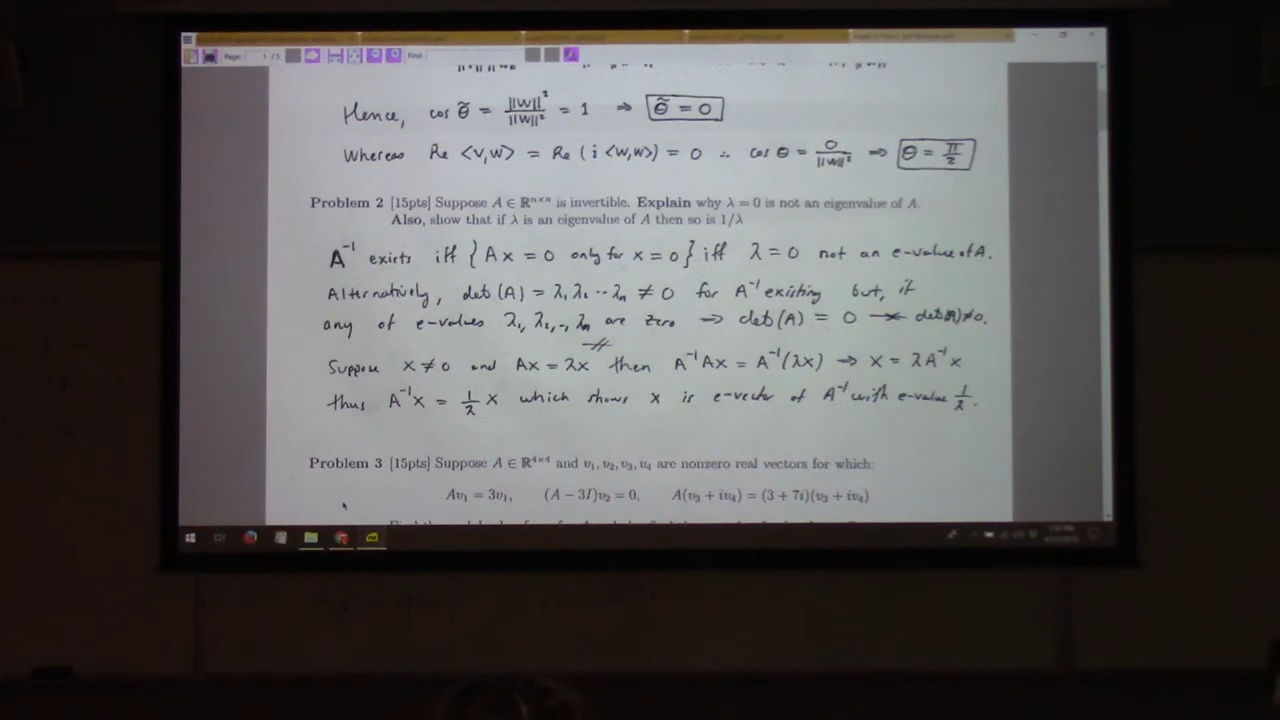 Page: 1 / 5 Find:
Hence, cos θ̃ = ||W||² / ||W||² = 1 ⇒ θ̃ = 0
Whereas Re <v,w> = Re (i <w,w>) = 0 ∴ cos θ = 0 / ||w||² ⇒ θ = π/2
Problem 2 [15pts] Suppose A ∈ ℝⁿˣⁿ is invertible. Explain why λ = 0 is not an eigenvalue of A.
Also, show that if λ is an eigenvalue of A then so is 1/λ
A⁻¹ exists iff { Ax = 0 only for x = 0 } iff λ = 0 not an e-value of A.
Alternatively, det(A) = λ₁λ₂⋯λₙ ≠ 0 for A⁻¹ existing but, if
any of e-values λ₁, λ₂, .., λₙ are zero ⇒ det(A) = 0 →← det(A) ≠ 0.
Suppose x ≠ 0 and Ax = λx then A⁻¹Ax = A⁻¹(λx) ⇒ x = λA⁻¹x
thus A⁻¹x = 1/λ x which shows x is e-vector of A⁻¹ with e-value 1/λ.
Problem 3 [15pts] Suppose A ∈ ℝ⁴ˣ⁴ and v₁, v₂, v₃, v₄ are nonzero real vectors for which:
Av₁ = 3v₁, (A − 3I)v₂ = 0, A(v₃ + iv₄) = (3 + 7i)(v₃ + iv₄)